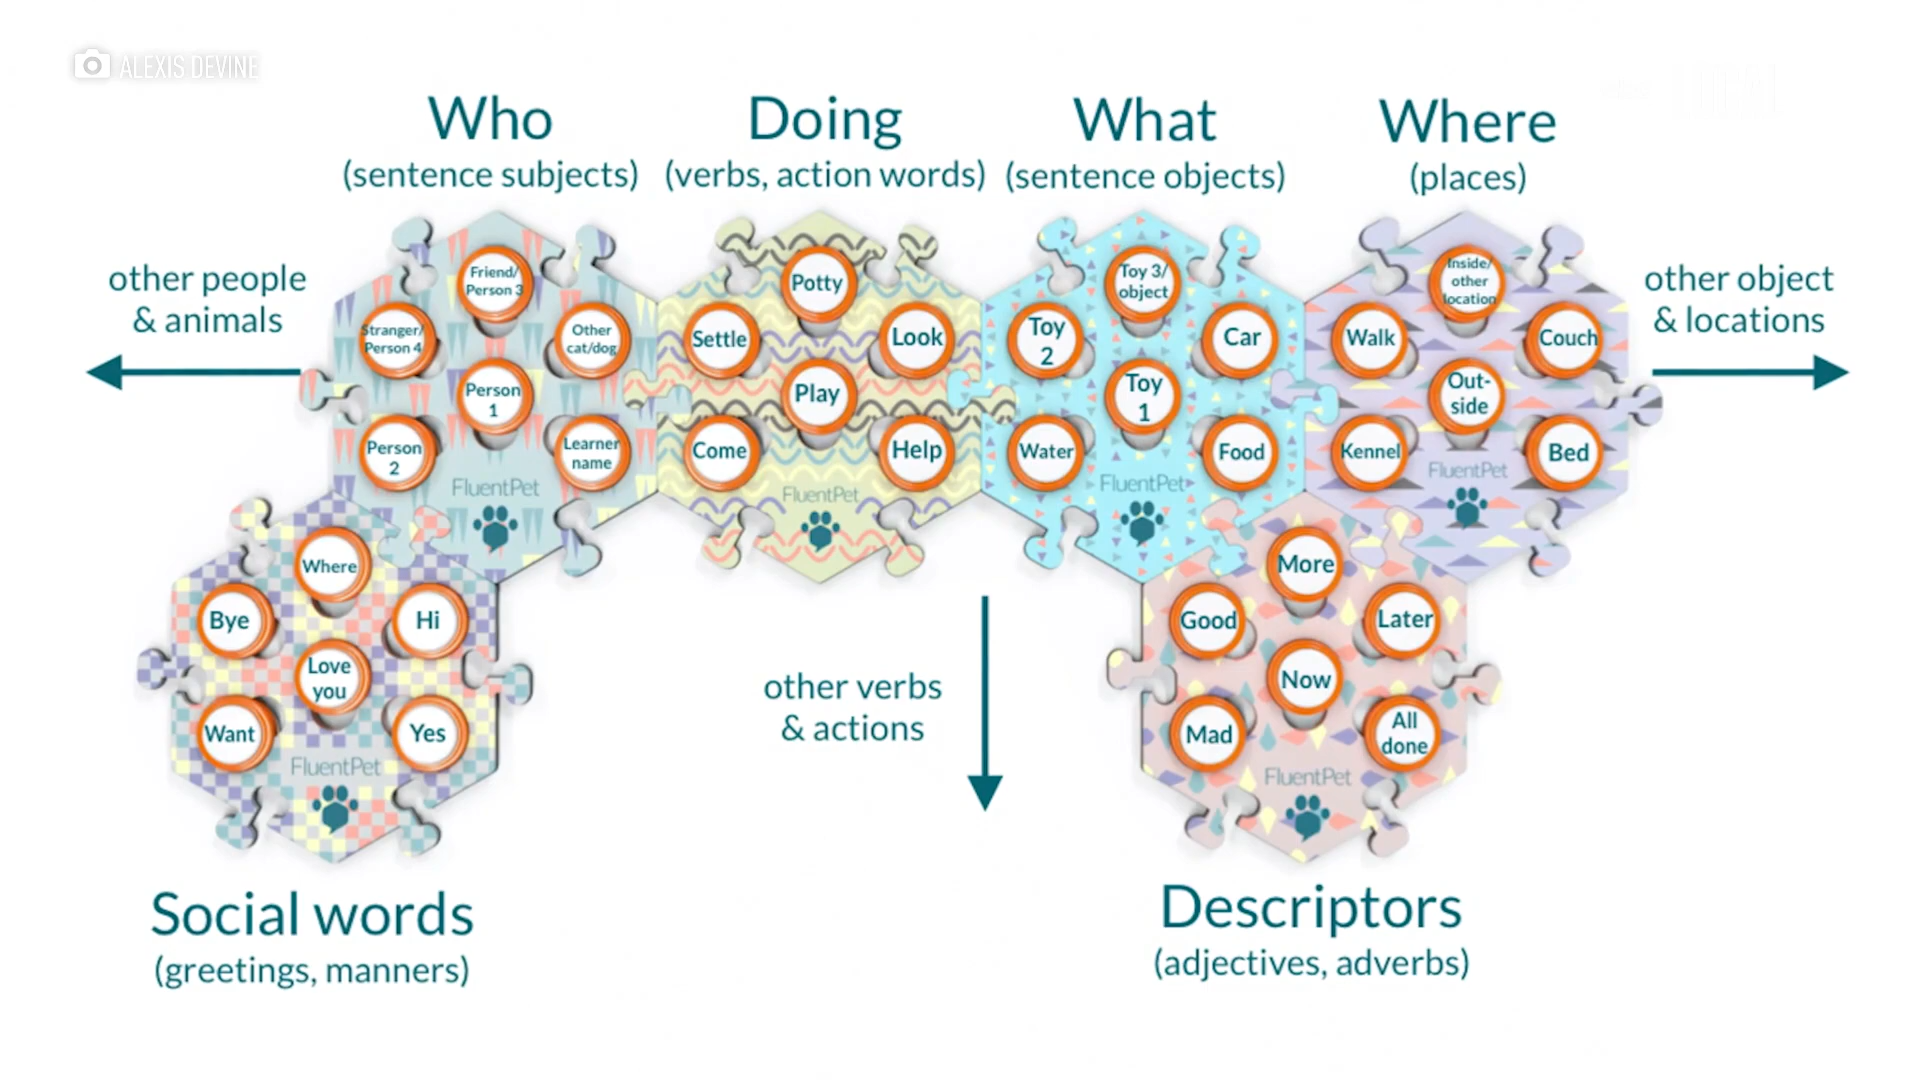 ALEXIS DEVINE
Who
(sentence subjects)
Doing
(verbs, action words)
What
(sentence objects)
Where
(places)
other people
& animals
Friend/
Person 3
Stranger/
Person 4
Other
cat/dog
Person
1
Person
2
Learner
name
FluentPet
Potty
Settle
Look
Play
Come
Help
FluentPet
Toy 3/
object
Toy
2
Car
Toy
1
Water
Food
FluentPet
Inside/
other
location
Walk
Couch
Out-
side
Kennel
Bed
FluentPet
other object
& locations
Where
Bye
Hi
Love
you
Want
Yes
FluentPet
other verbs
& actions
More
Good
Later
Now
Mad
All
done
FluentPet
Social words
(greetings, manners)
Descriptors
(adjectives, adverbs)